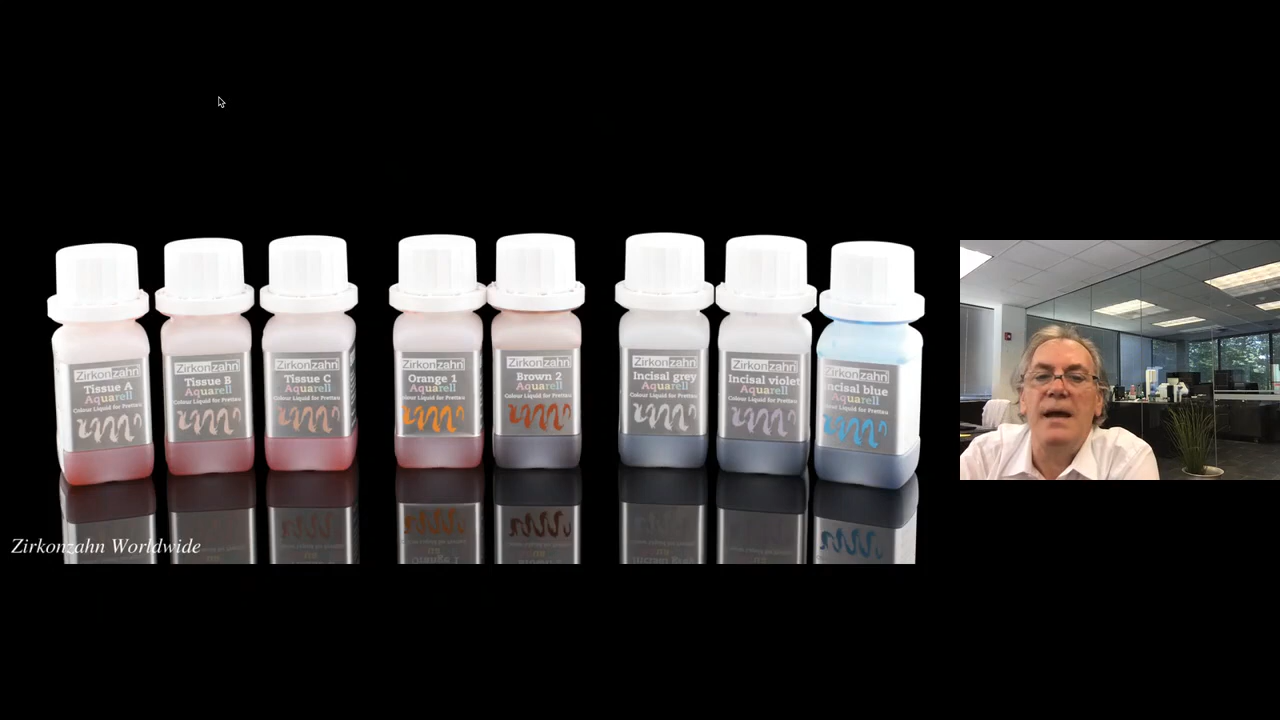 Zirkonzahn
Tissue A
Aquarell
Colour Liquid for Prettau
Zirkonzahn
Tissue B
Aquarell
Colour Liquid for Prettau
Zirkonzahn
Tissue C
Aquarell
Colour Liquid for Prettau
Zirkonzahn
Orange 1
Aquarell
Colour Liquid for Prettau
Zirkonzahn
Brown 2
Aquarell
Colour Liquid for Prettau
Zirkonzahn
Incisal grey
Aquarell
Colour Liquid for Prettau
Zirkonzahn
Incisal violet
Aquarell
Colour Liquid for Prettau
Zirkonzahn
Incisal blue
Aquarell
Colour Liquid for Prettau
Zirkonzahn Worldwide